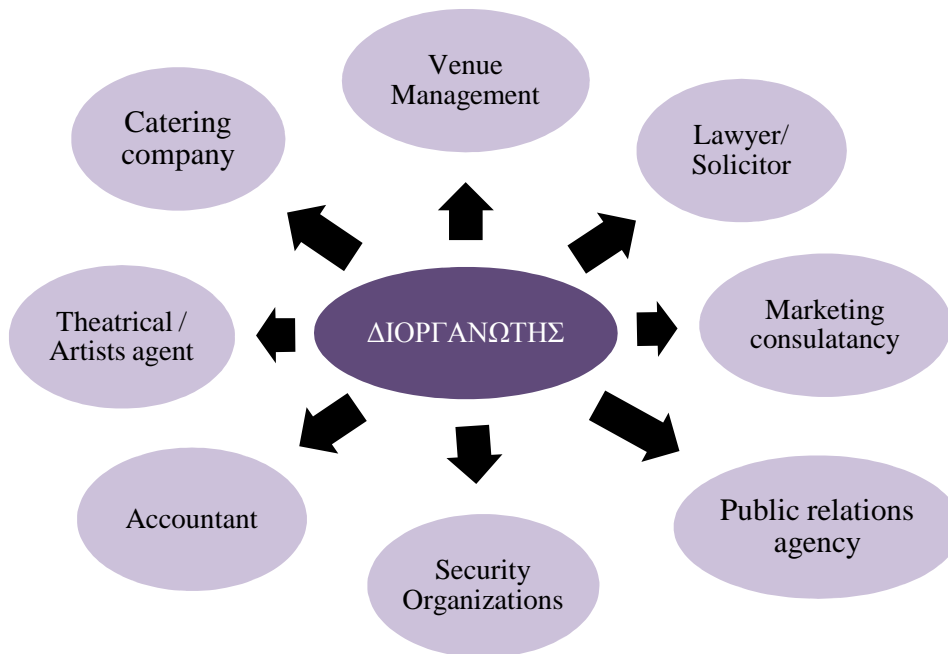 Venue
Management
Catering
company
Lawyer/
Solicitor
Theatrical /
Artists agent
ΔΙΟΡΓΑΝΩΤΗΣ
Marketing
consulatancy
Accountant
Security
Organizations
Public relations
agency